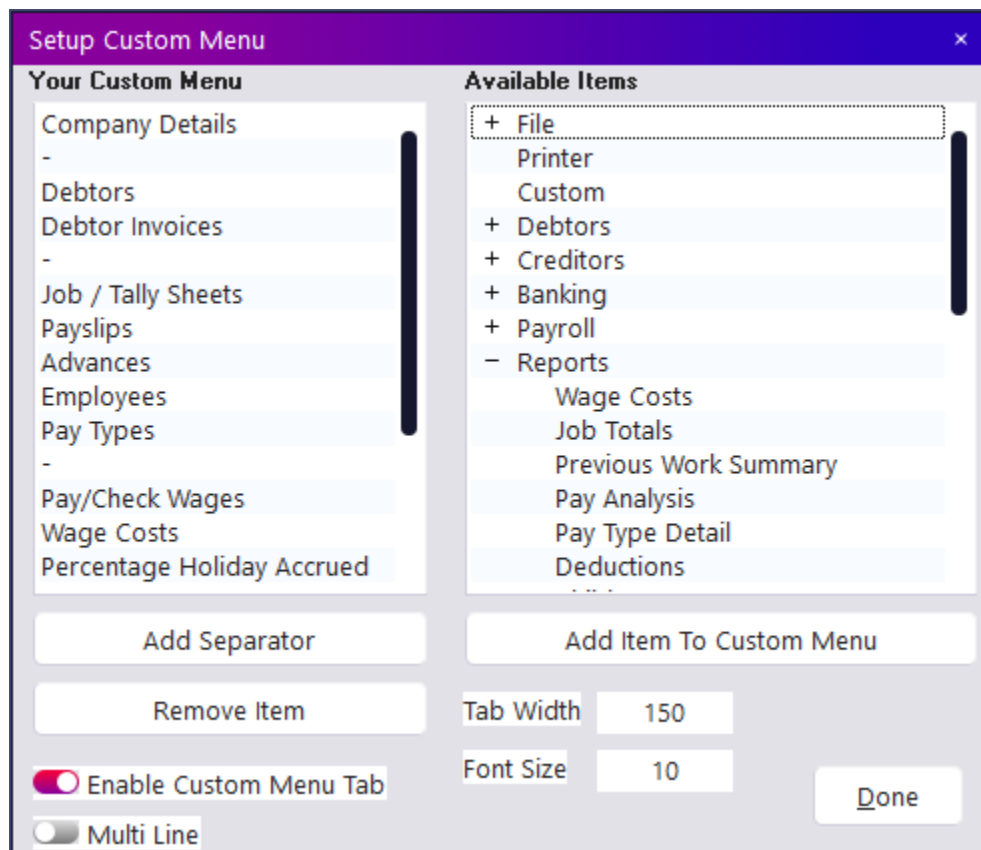 Setup Custom Menu ×
Your Custom Menu
Company Details
-
Debtors
Debtor Invoices
-
Job / Tally Sheets
Payslips
Advances
Employees
Pay Types
-
Pay/Check Wages
Wage Costs
Percentage Holiday Accrued
Add Separator
Remove Item
Enable Custom Menu Tab
Multi Line
Available Items
+ File
Printer
Custom
+ Debtors
+ Creditors
+ Banking
+ Payroll
− Reports
Wage Costs
Job Totals
Previous Work Summary
Pay Analysis
Pay Type Detail
Deductions
Add Item To Custom Menu
Tab Width 150
Font Size 10
Done